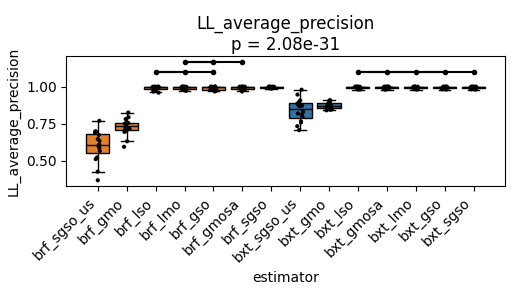 LL_average_precision
p = 2.08e-31
LL_average_precision
1.00
0.75
0.50
brf_sgso_us
brf_gmo
brf_lso
brf_lmo
brf_gso
brf_gmosa
brf_sgso
bxt_sgso_us
bxt_gmo
bxt_lso
bxt_gmosa
bxt_lmo
bxt_gso
bxt_sgso
estimator